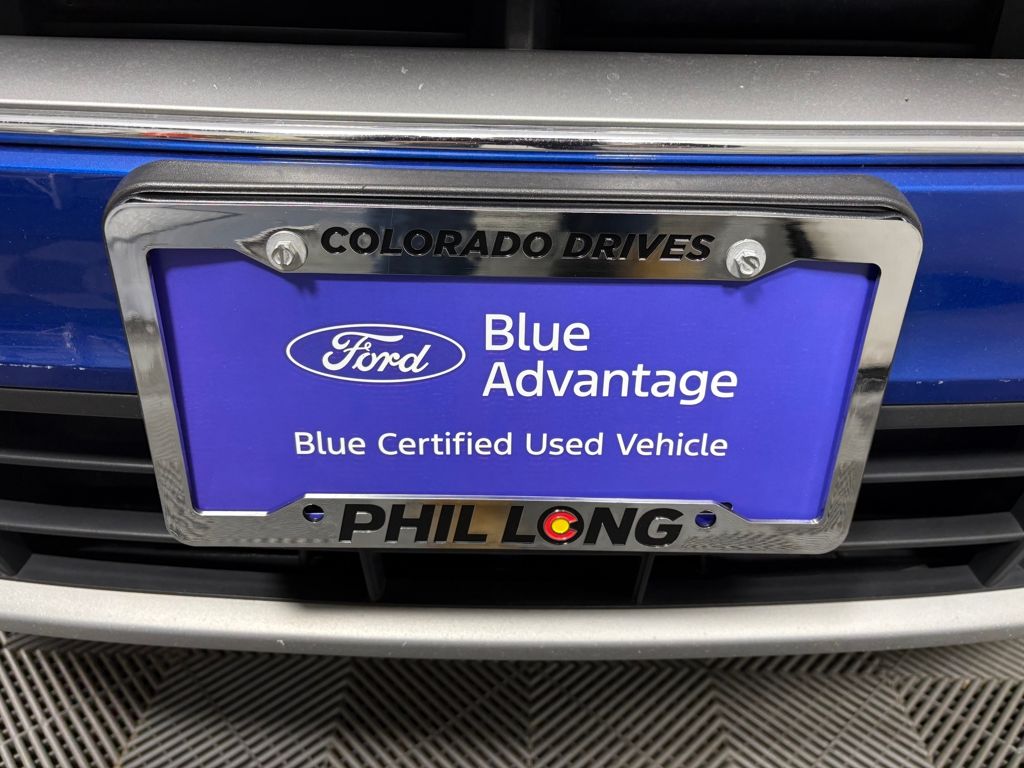 COLORADO DRIVES
Ford
Blue
Advantage
Blue Certified Used Vehicle
PHIL LONG